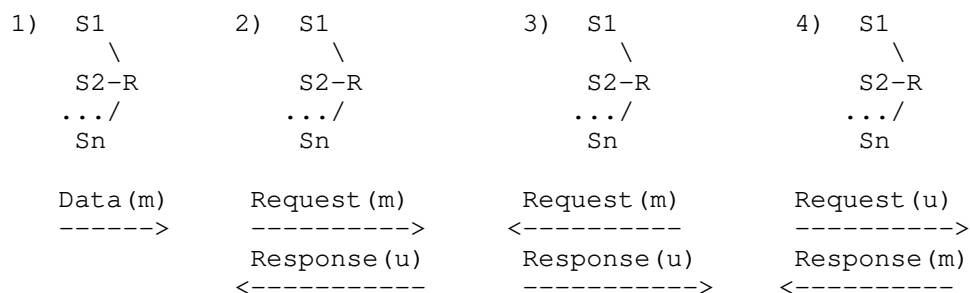 1)  S1          2)  S1             3)  S1             4)  S1
      \               \                  \                  \
    S2-R            S2-R               S2-R               S2-R
   .../            .../               .../               .../
    Sn              Sn                 Sn                 Sn
   Data(m)       Request(m)         Request(m)         Request(u)
   ------>       ---------->       <----------         ---------->
                 Response(u)        Response(u)        Response(m)
                <-----------        ----------->      <----------